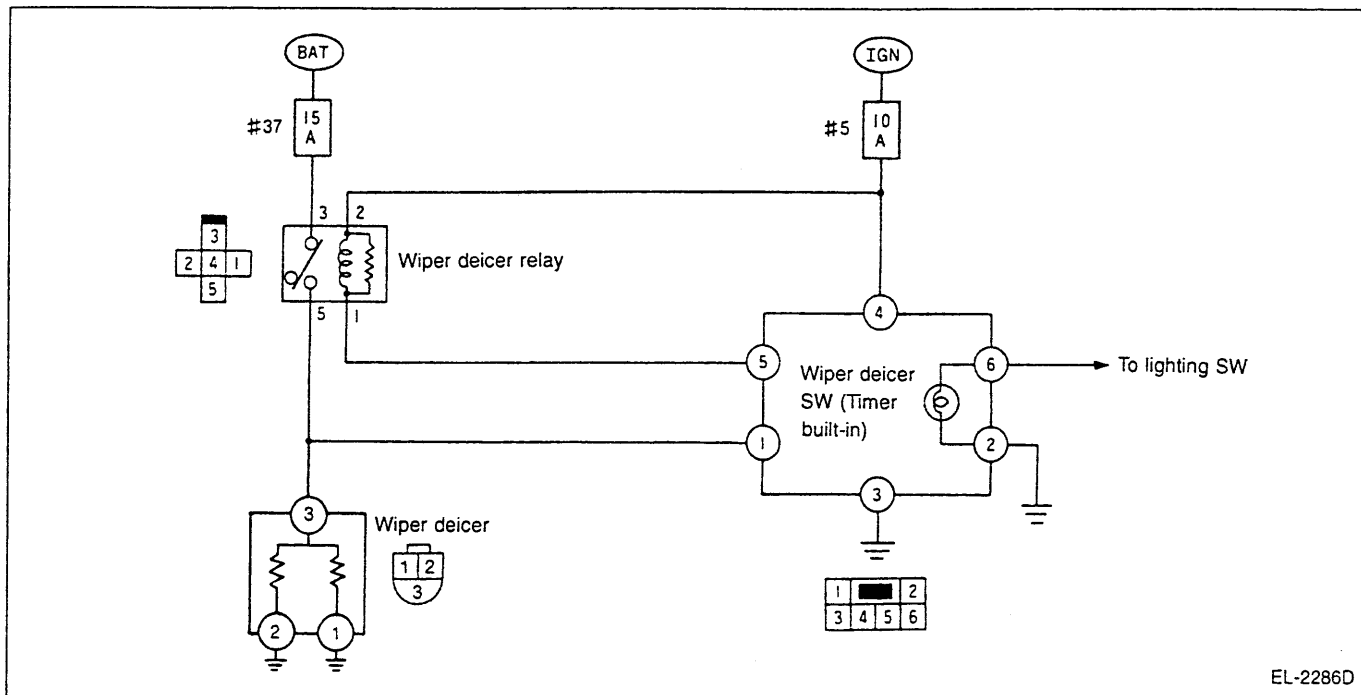 BAT
IGN
#37
15
A
#5
10
A
3 2
3
2 4 1
5
Wiper deicer relay
5 1
4
5
6
To lighting SW
Wiper deicer
SW (Timer
built-in)
1
2
3
3
Wiper deicer
1 2
3
2 1
1 2
3 4 5 6
EL-2286D